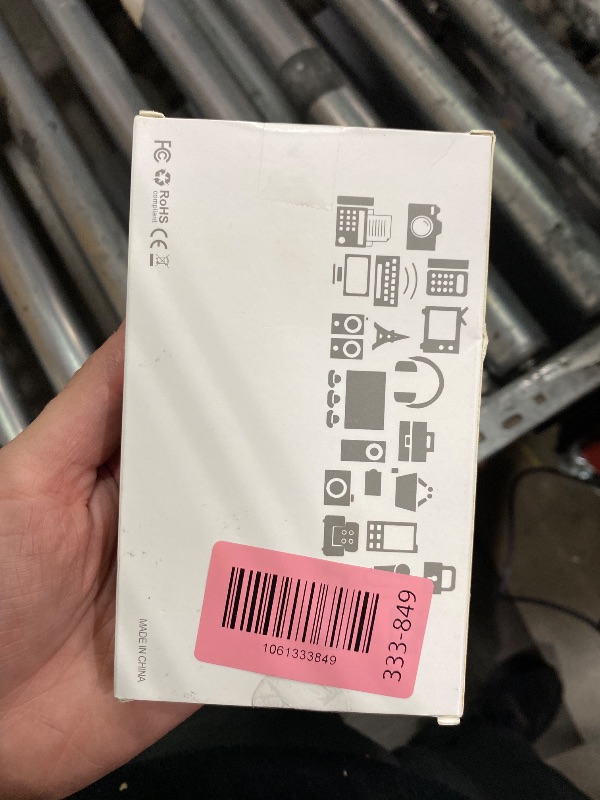 FC RoHS CE
compliant
MADE IN CHINA
1061333849
333-849